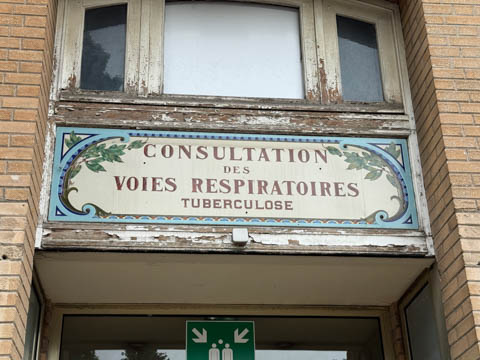 CONSULTATION
DES
VOIES RESPIRATOIRES
TUBERCULOSE